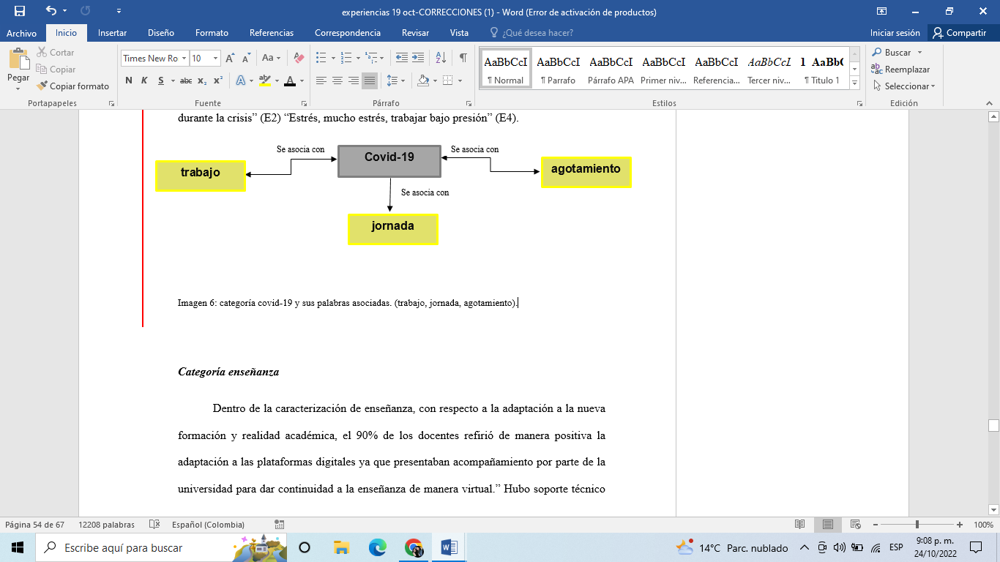 experiencias 19 oct-CORRECCIONES (1) - Word (Error de activación de productos)
Archivo Inicio Insertar Diseño Formato Referencias Correspondencia Revisar Vista ¿Qué desea hacer? Iniciar sesión Compartir
Pegar
Cortar
Copiar
Copiar formato
Portapapeles
Times New Ro 10
N K S abc x₂ x²
Fuente
Párrafo
AaBbCcI AaBbCcI AaBbCcI AaBbCcI AaBbCcI AaBbCcI 1 AaBb(
¶ Normal ¶ Parrafo Párrafo APA Primer niv... Referencia... Tercer niv... ¶ Titulo 1
Estilos
Buscar
Reemplazar
Seleccionar
Edición
durante la crisis” (E2) “Estrés, mucho estrés, trabajar bajo presión” (E4).
Se asocia con Covid-19 Se asocia con
trabajo agotamiento
Se asocia con
jornada
Imagen 6: categoría covid-19 y sus palabras asociadas. (trabajo, jornada, agotamiento).
Categoría enseñanza
Dentro de la caracterización de enseñanza, con respecto a la adaptación a la nueva
formación y realidad académica, el 90% de los docentes refirió de manera positiva la
adaptación a las plataformas digitales ya que presentaban acompañamiento por parte de la
universidad para dar continuidad a la enseñanza de manera virtual.” Hubo soporte técnico
Página 54 de 67 12208 palabras Español (Colombia) 100%
Escribe aquí para buscar 14°C Parc. nublado ESP 9:08 p. m.
24/10/2022